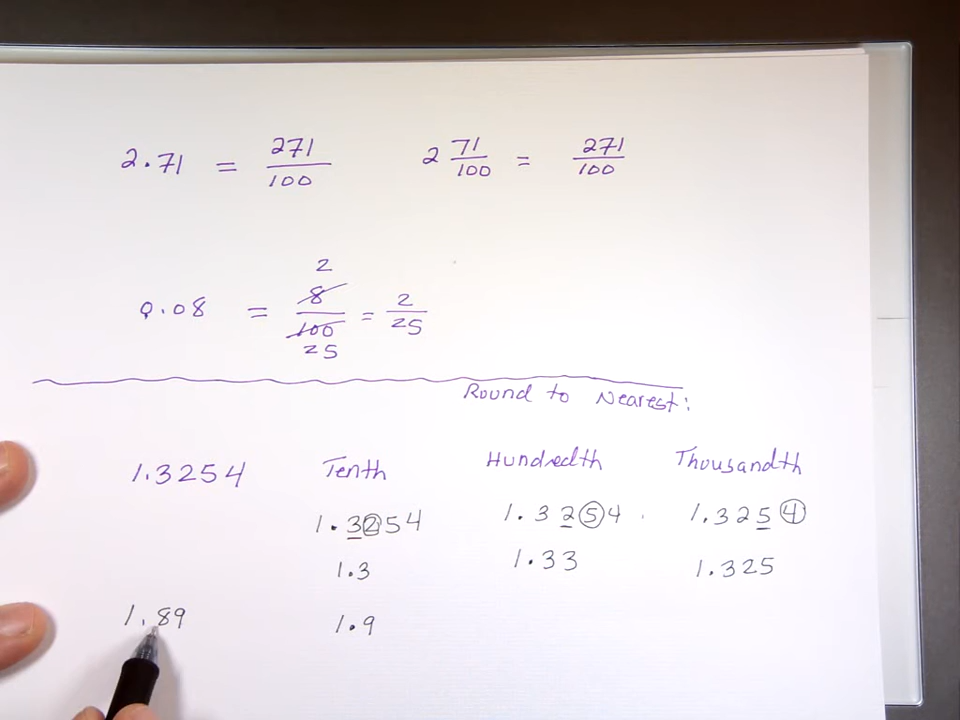 2.71 = 271/100    2 71/100 = 271/100
0.08 = 8/100 = 2/25
2
25
Round to Nearest:
1.3254 Tenth Hundredth Thousandth
1.3254 1.3254 1.3254
1.3 1.33 1.325
1.89 1.9